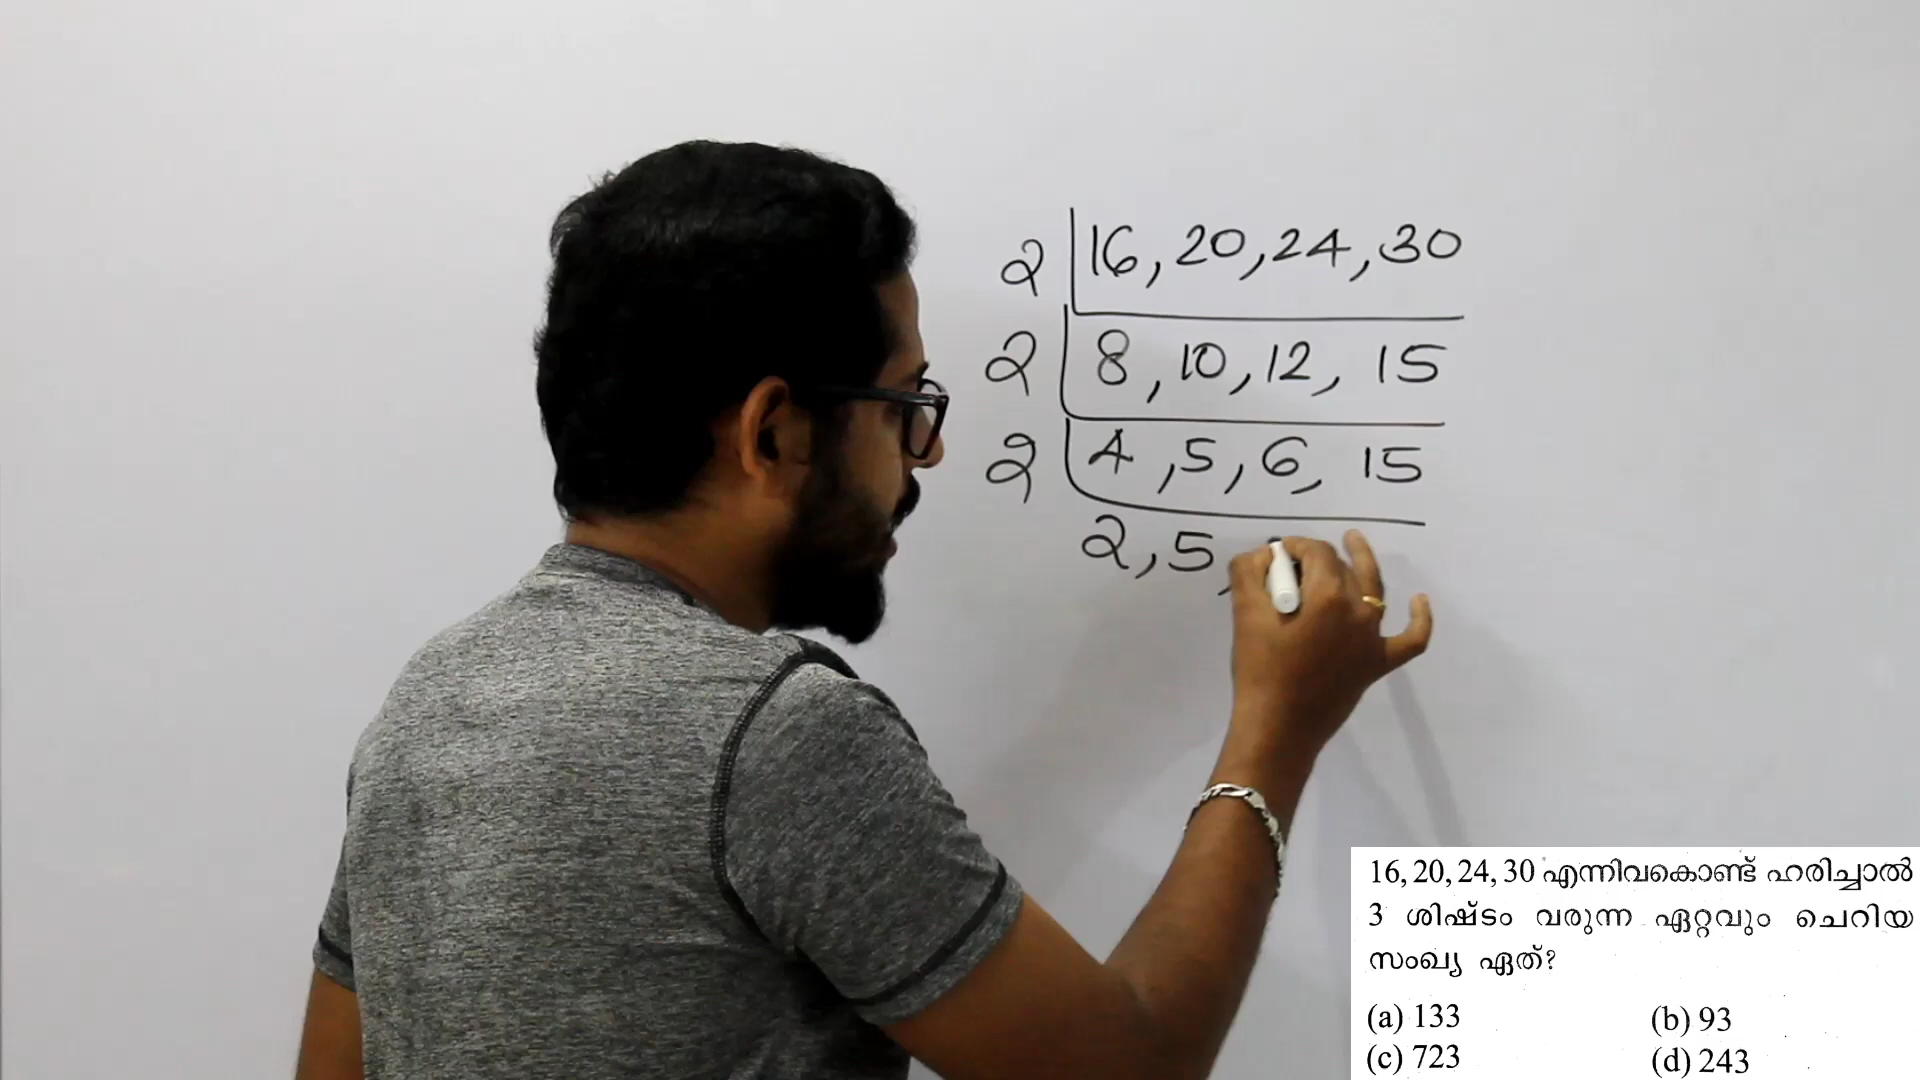 2 | 16, 20, 24, 30
2 | 8, 10, 12, 15
2 | 4, 5, 6, 15
2, 5,
16, 20, 24, 30 എന്നിവകൊണ്ട് ഹരിച്ചാൽ
3 ശിഷ്ടം വരുന്ന ഏറ്റവും ചെറിയ
സംഖ്യ ഏത്?
(a) 133 (b) 93
(c) 723 (d) 243